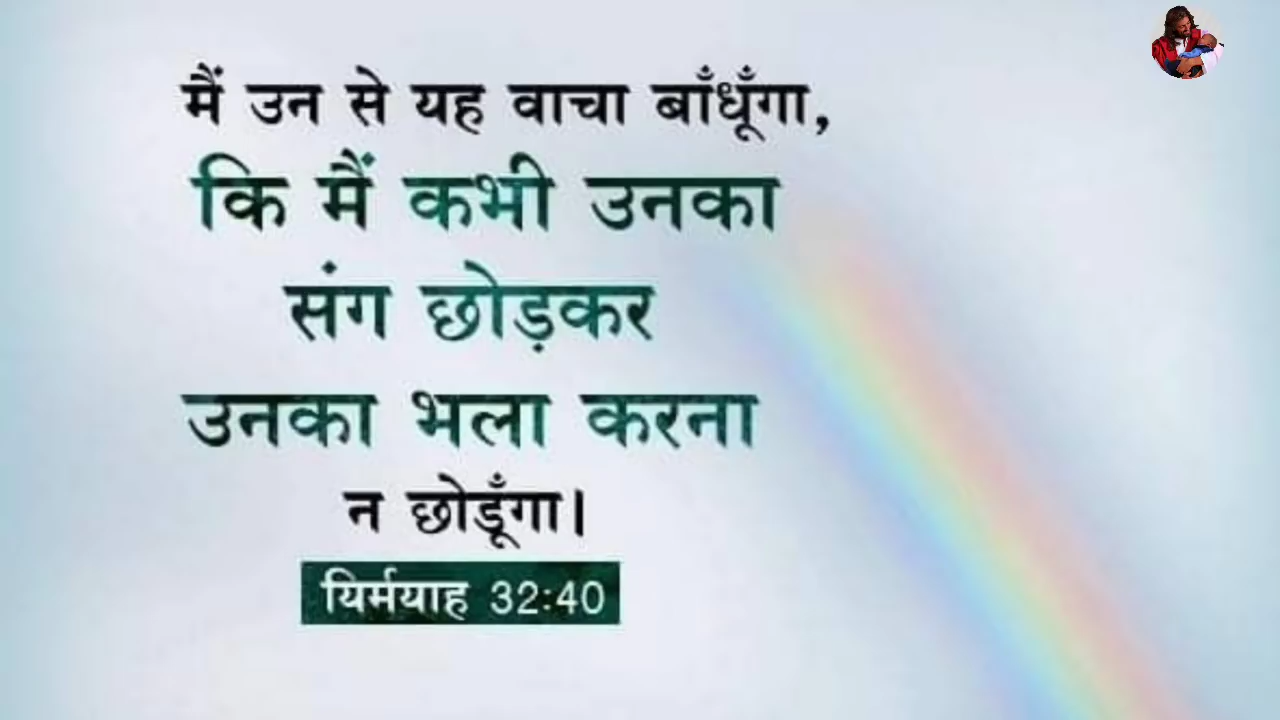 मैं उन से यह वाचा बाँधूँगा,
कि मैं कभी उनका
संग छोड़कर
उनका भला करना
न छोडूँगा।
यिर्मयाह 32:40